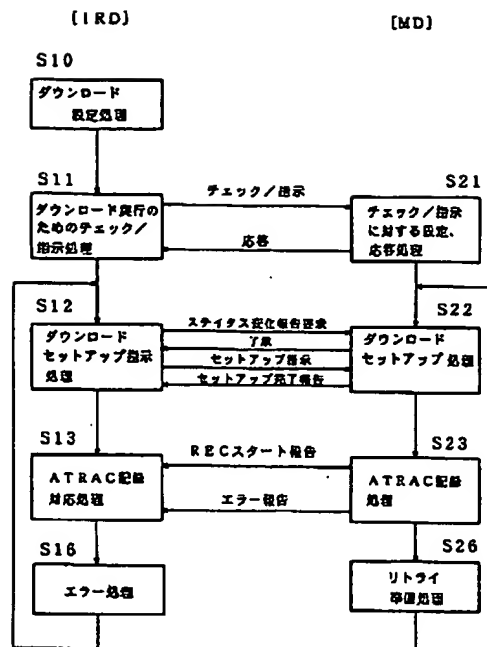 [IRD]
[MD]
S10
ダウンロード
設定処理
S11
ダウンロード実行の
ためのチェック/
指示処理
チェック/指示
応答
S21
チェック/指示
に対する設定、
応答処理
S12
ダウンロード
セットアップ指示
処理
ステイタス変化報告要求
了承
セットアップ指示
セットアップ完了報告
S22
ダウンロード
セットアップ処理
S13
ATRAC記録
対応処理
RECスタート報告
エラー報告
S23
ATRAC記録
処理
S16
エラー処理
S26
リトライ
準備処理